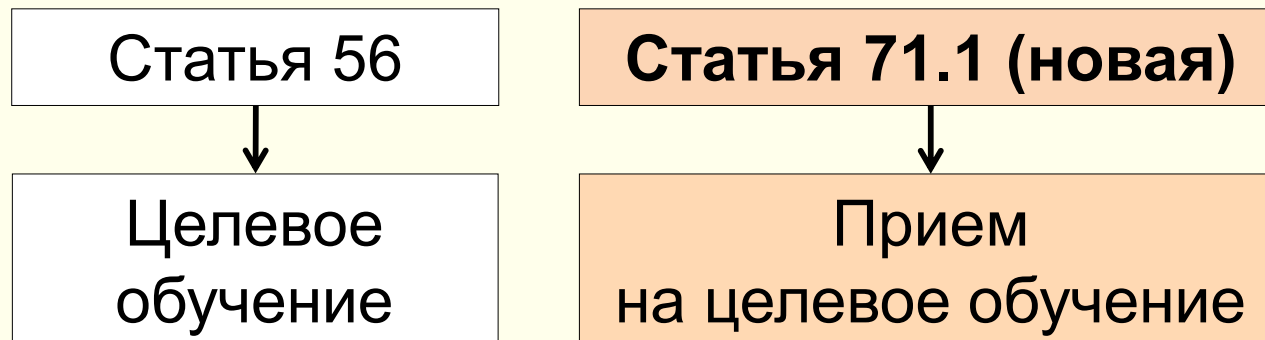 Статья 56
Статья 71.1 (новая)
Целевое
обучение
Прием
на целевое обучение